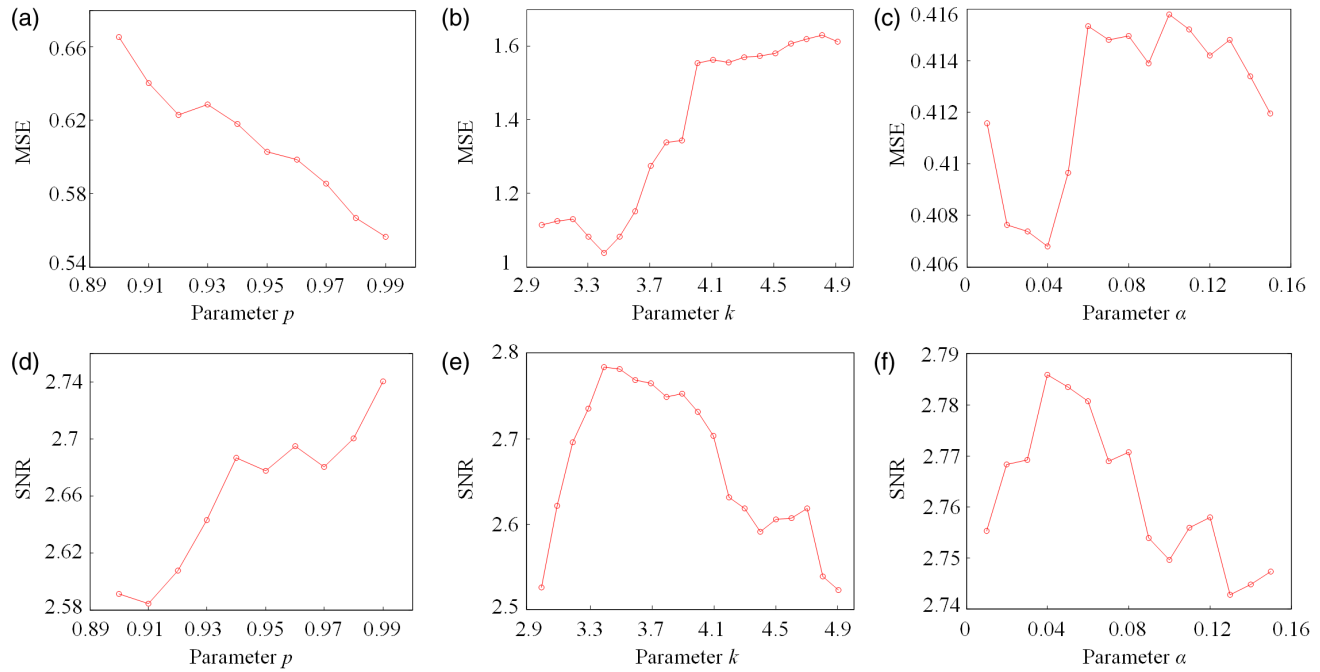 (a)
0.66
0.62
0.58
0.54
MSE
0.89 0.91 0.93 0.95 0.97 0.99
Parameter p
(b)
1.6
1.4
1.2
1
MSE
2.9 3.3 3.7 4.1 4.5 4.9
Parameter k
(c)
0.416
0.414
0.412
0.41
0.408
0.406
MSE
0 0.04 0.08 0.12 0.16
Parameter α
(d)
2.74
2.7
2.66
2.62
2.58
SNR
0.89 0.91 0.93 0.95 0.97 0.99
Parameter p
(e)
2.8
2.7
2.6
2.5
SNR
2.9 3.3 3.7 4.1 4.5 4.9
Parameter k
(f)
2.79
2.78
2.77
2.76
2.75
2.74
SNR
0 0.04 0.08 0.12 0.16
Parameter α